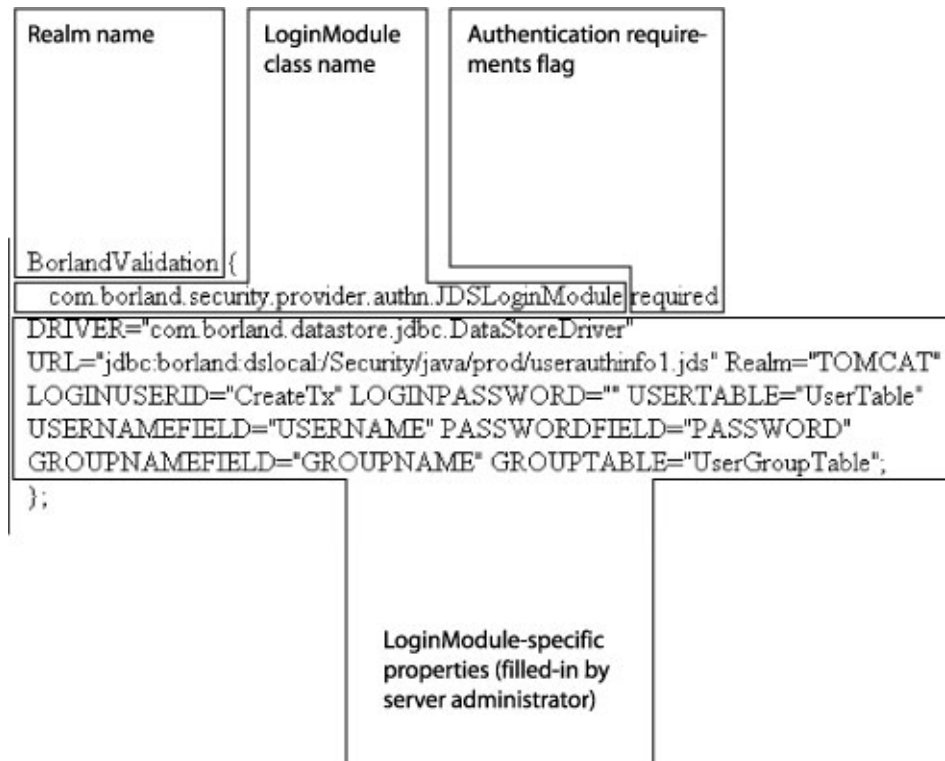 Realm name
LoginModule
class name
Authentication require-
ments flag
BorlandValidation {
com.borland.security.provider.authn.JDSLoginModule required
DRIVER="com.borland.datastore.jdbc.DataStoreDriver"
URL="jdbc:borland:dslocal:/Security/java/prod/userauthinfo1.jds" Realm="TOMCAT"
LOGINUSERID="CreateTx" LOGINPASSWORD="" USERTABLE="UserTable"
USERNAMEFIELD="USERNAME" PASSWORDFIELD="PASSWORD"
GROUPNAMEFIELD="GROUPNAME" GROUPTABLE="UserGroupTable";
};
LoginModule-specific
properties (filled-in by
server administrator)